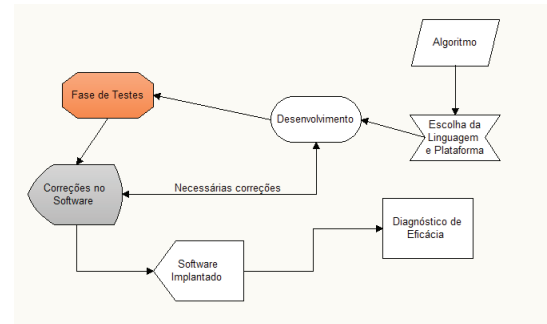 Algoritmo
Fase de Testes
Desenvolvimento
Escolha da
Linguagem
e Plataforma
Correções no
Software
Necessárias correções
Diagnóstico de
Eficácia
Software
Implantado